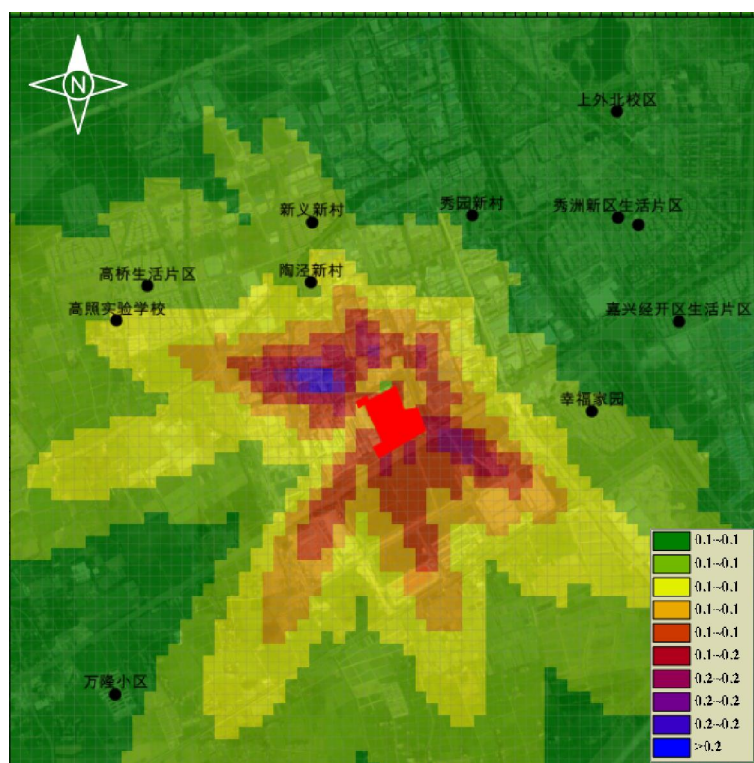 N
上外北校区
新义新村
秀园新村
秀洲新区生活片区
高桥生活片区
陶泾新村
高照实验学校
嘉兴经开区生活片区
幸福家园
万隆小区
0.1~0.1
0.1~0.1
0.1~0.1
0.1~0.1
0.1~0.1
0.1~0.2
0.2~0.2
0.2~0.2
0.2~0.2
>0.2